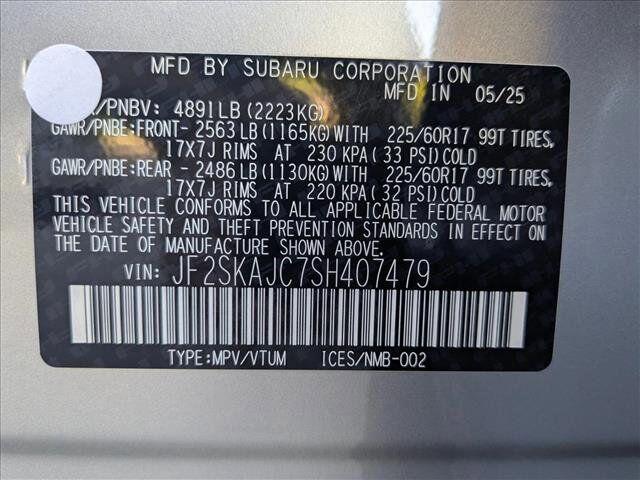 MFD BY SUBARU CORPORATION
MFD IN 05/25
/PNBV: 4891LB (2223KG)
GAWR/PNBE:FRONT- 2563 LB (1165KG) WITH 225/60R17 99T TIRES,
17X7J RIMS AT 230 KPA ( 33 PSI) COLD
GAWR/PNBE:REAR - 2486 LB (1130KG) WITH 225/60R17 99T TIRES,
17X7J RIMS AT 220 KPA ( 32 PSI) COLD
THIS VEHICLE CONFORMS TO ALL APPLICABLE FEDERAL MOTOR
VEHICLE SAFETY AND THEFT PREVENTION STANDARDS IN EFFECT ON
THE DATE OF MANUFACTURE SHOWN ABOVE.
VIN: JF2SKAJC7SH407479
TYPE:MPV/VTUM ICES/NMB-002